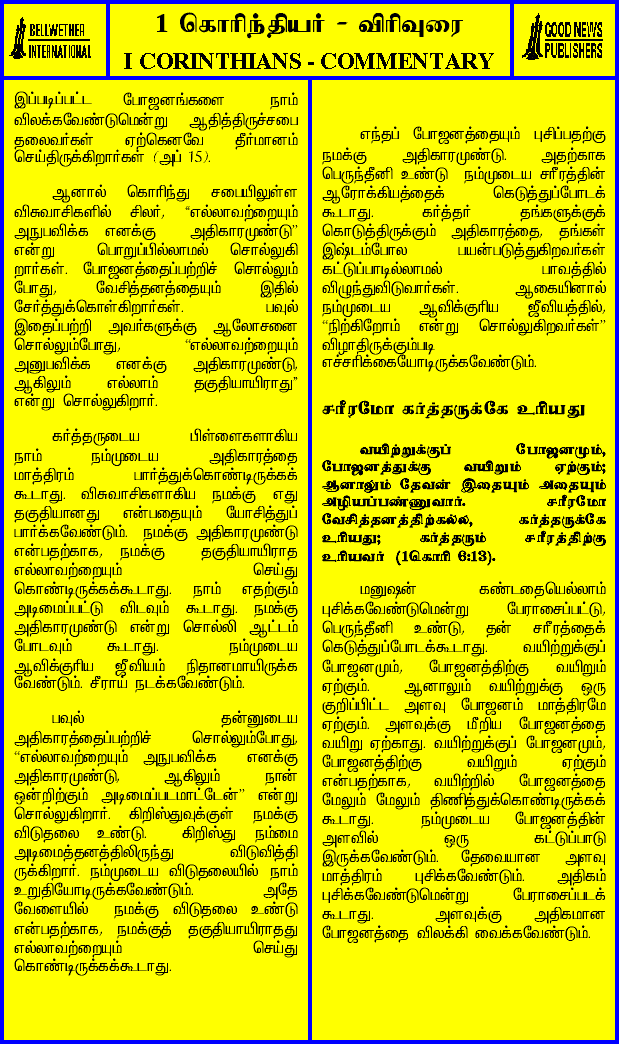 BELLWETHER
INTERNATIONAL
1 கொரிந்தியர் - விரிவுரை
I CORINTHIANS - COMMENTARY
GOOD NEWS
PUBLISHERS
இப்படிப்பட்ட போஜனங்களை நாம்
விலக்கவேண்டுமென்று ஆதித்திருச்சபை
தலைவர்கள் ஏற்கெனவே தீர்மானம்
செய்திருக்கிறார்கள் (அப் 15).
ஆனால் கொரிந்து சபையிலுள்ள
விசுவாசிகளில் சிலர், “எல்லாவற்றையும்
அநுபவிக்க எனக்கு அதிகாரமுண்டு”
என்று பொறுப்பில்லாமல் சொல்லுகி
றார்கள். போஜனத்தைப்பற்றிச் சொல்லும்
போது, வேசித்தனத்தையும் இதில்
சேர்த்துக்கொள்கிறார்கள். பவுல்
இதைப்பற்றி அவர்களுக்கு ஆலோசனை
சொல்லும்போது, “எல்லாவற்றையும்
அனுபவிக்க எனக்கு அதிகாரமுண்டு,
ஆகிலும் எல்லாம் தகுதியாயிராது”
என்று சொல்லுகிறார்.
கர்த்தருடைய பிள்ளைகளாகிய
நாம் நம்முடைய அதிகாரத்தை
மாத்திரம் பார்த்துக்கொண்டிருக்கக்
கூடாது. விசுவாசிகளாகிய நமக்கு எது
தகுதியானது என்பதையும் யோசித்துப்
பார்க்கவேண்டும். நமக்கு அதிகாரமுண்டு
என்பதற்காக, நமக்கு தகுதியாயிராத
எல்லாவற்றையும் செய்து
கொண்டிருக்கக்கூடாது. நாம் எதற்கும்
அடிமைப்பட்டு விடவும் கூடாது. நமக்கு
அதிகாரமுண்டு என்று சொல்லி ஆட்டம்
போடவும் கூடாது. நம்முடைய
ஆவிக்குரிய ஜீவியம் நிதானமாயிருக்க
வேண்டும். சீராய் நடக்கவேண்டும்.
பவுல் தன்னுடைய
அதிகாரத்தைப்பற்றிச் சொல்லும்போது,
“எல்லாவற்றையும் அநுபவிக்க எனக்கு
அதிகாரமுண்டு, ஆகிலும் நான்
ஒன்றிற்கும் அடிமைப்படமாட்டேன்” என்று
சொல்லுகிறார். கிறிஸ்துவுக்குள் நமக்கு
விடுதலை உண்டு. கிறிஸ்து நம்மை
அடிமைத்தனத்திலிருந்து விடுவித்தி
ருக்கிறார். நம்முடைய விடுதலையில் நாம்
உறுதியோடிருக்கவேண்டும். அதே
வேளையில் நமக்கு விடுதலை உண்டு
என்பதற்காக, நமக்குத் தகுதியாயிராதது
எல்லாவற்றையும் செய்து
கொண்டிருக்கக்கூடாது.
எந்தப் போஜனத்தையும் புசிப்பதற்கு
நமக்கு அதிகாரமுண்டு. அதற்காக
பெருந்தீனி உண்டு நம்முடைய சரீரத்தின்
ஆரோக்கியத்தைக் கெடுத்துப்போடக்
கூடாது. கர்த்தர் தங்களுக்குக்
கொடுத்திருக்கும் அதிகாரத்தை, தங்கள்
இஷ்டம்போல பயன்படுத்துகிறவர்கள்
கட்டுப்பாடில்லாமல் பாவத்தில்
விழுந்துவிடுவார்கள். ஆகையினால்
நம்முடைய ஆவிக்குரிய ஜீவியத்தில்,
“நிற்கிறோம் என்று சொல்லுகிறவர்கள்”
விழாதிருக்கும்படி
எச்சரிக்கையோடிருக்கவேண்டும்.
சரீரமோ கர்த்தருக்கே உரியது
வயிற்றுக்குப் போஜனமும்,
போஜனத்துக்கு வயிறும் ஏற்கும்;
ஆனாலும் தேவன் இதையும் அதையும்
அழியப்பண்ணுவார். சரீரமோ
வேசித்தனத்திற்கல்ல, கர்த்தருக்கே
உரியது; கர்த்தரும் சரீரத்திற்கு
உரியவர் (1கொரி 6:13).
மனுஷன் கண்டதையெல்லாம்
புசிக்கவேண்டுமென்று பேராசைப்பட்டு,
பெருந்தீனி உண்டு, தன் சரீரத்தைக்
கெடுத்துப்போடக்கூடாது. வயிற்றுக்குப்
போஜனமும், போஜனத்திற்கு வயிறும்
ஏற்கும். ஆனாலும் வயிற்றுக்கு ஒரு
குறிப்பிட்ட அளவு போஜனம் மாத்திரமே
ஏற்கும். அளவுக்கு மீறிய போஜனத்தை
வயிறு ஏற்காது. வயிற்றுக்குப் போஜனமும்,
போஜனத்திற்கு வயிறும் ஏற்கும்
என்பதற்காக, வயிற்றில் போஜனத்தை
மேலும் மேலும் திணித்துக்கொண்டிருக்கக்
கூடாது. நம்முடைய போஜனத்தின்
அளவில் ஒரு கட்டுப்பாடு
இருக்கவேண்டும். தேவையான அளவு
மாத்திரம் புசிக்கவேண்டும். அதிகம்
புசிக்கவேண்டுமென்று பேராசைப்படக்
கூடாது. அளவுக்கு அதிகமான
போஜனத்தை விலக்கி வைக்கவேண்டும்.